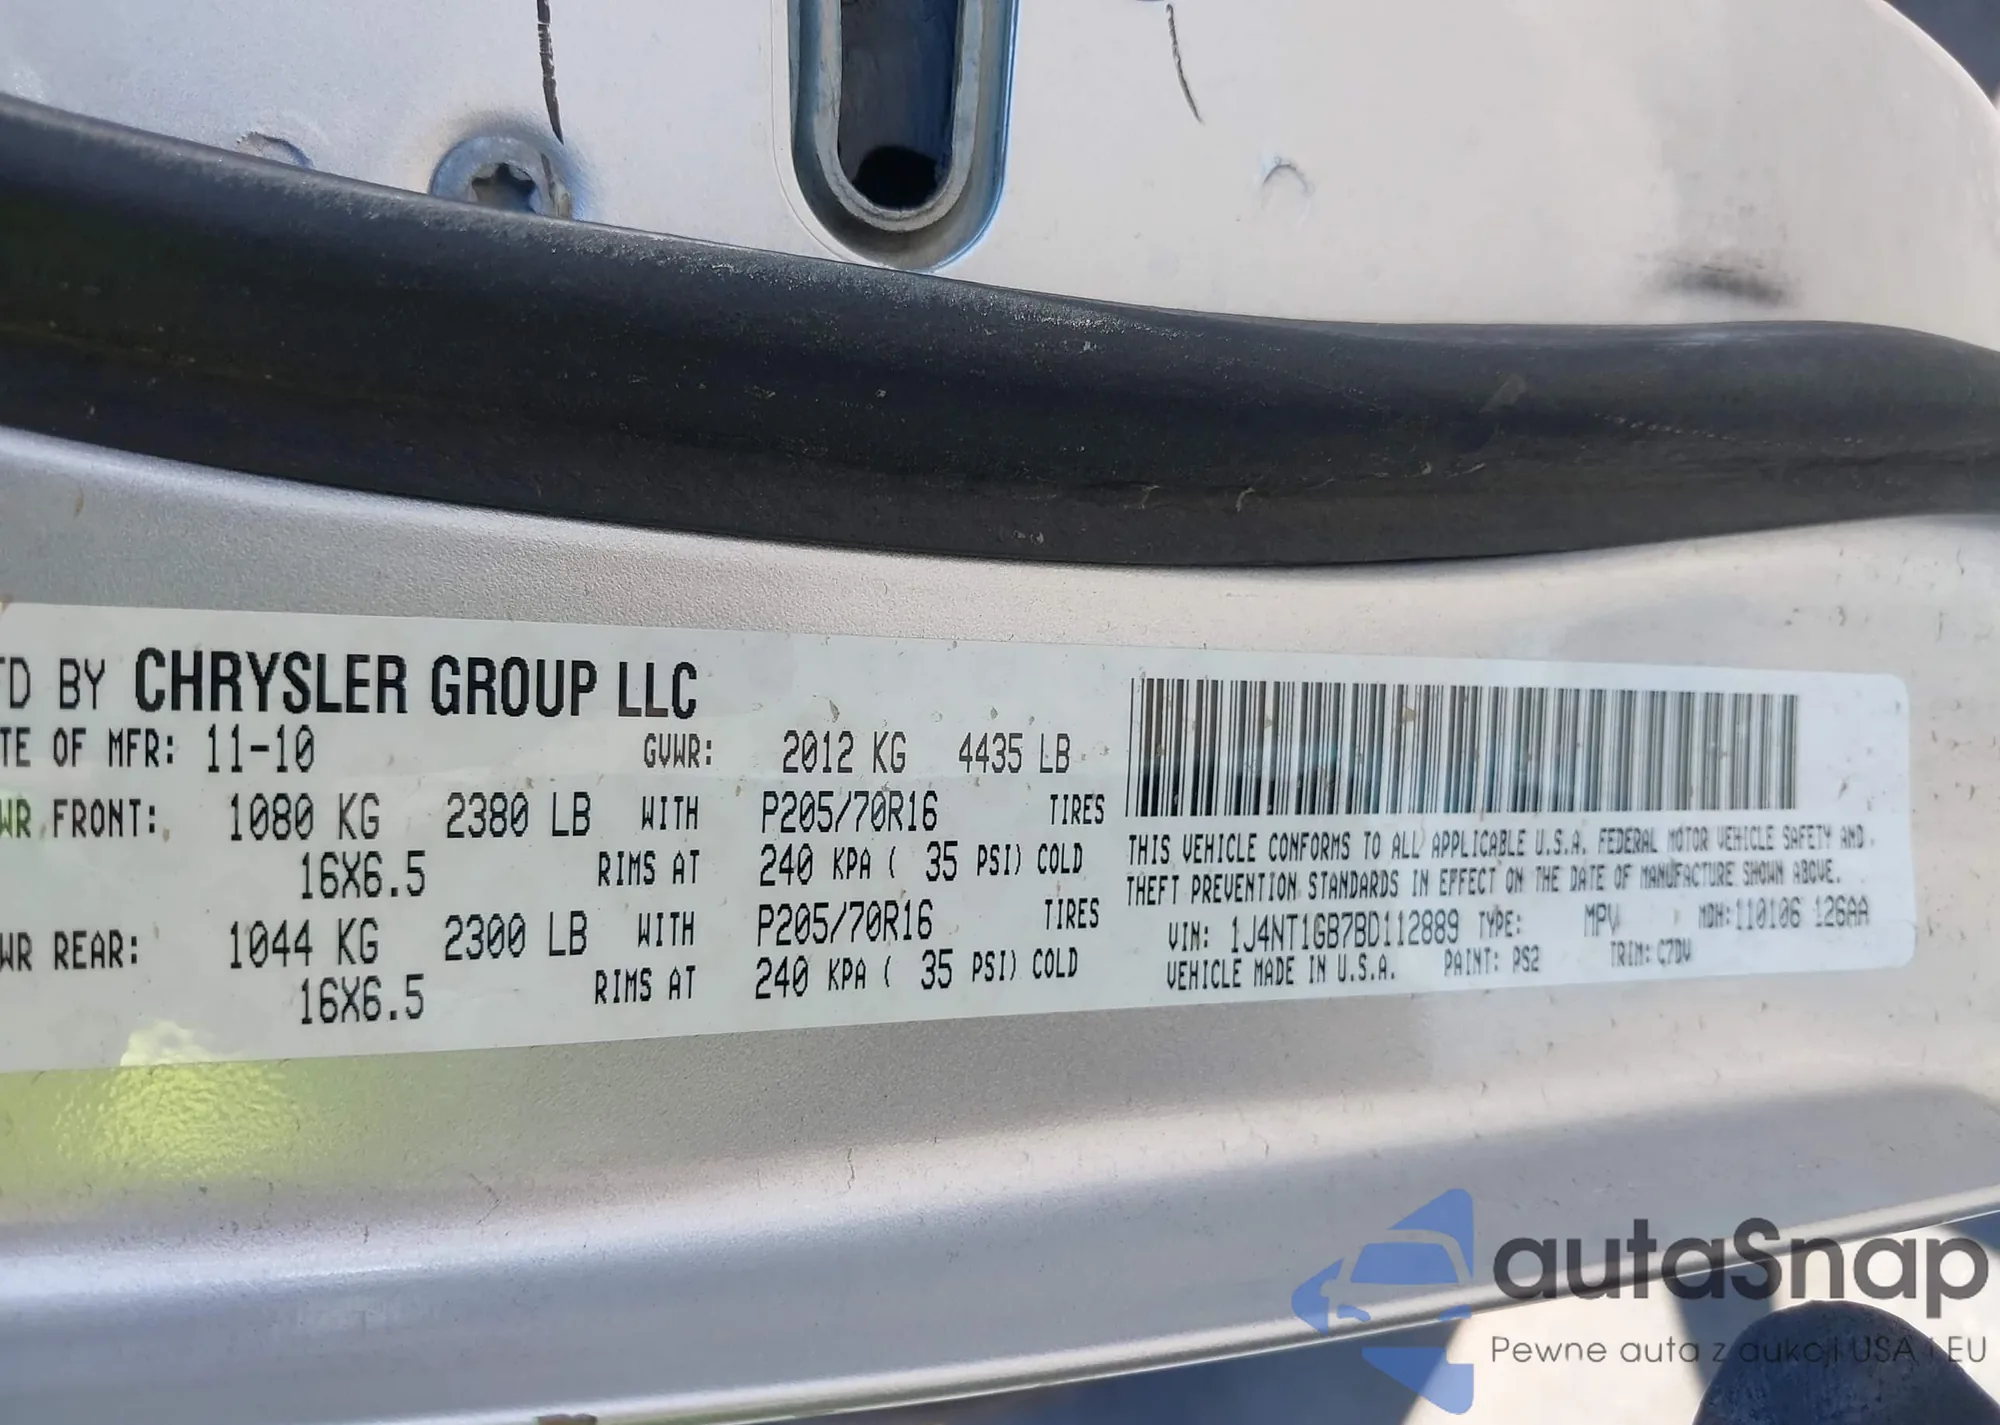 FD BY CHRYSLER GROUP LLC
TE OF MFR: 11-10 GVWR: 2012 KG 4435 LB
WR FRONT: 1080 KG 2380 LB WITH P205/70R16 TIRES
16X6.5 RIMS AT 240 KPA ( 35 PSI) COLD
WR REAR: 1044 KG 2300 LB WITH P205/70R16 TIRES
16X6.5 RIMS AT 240 KPA ( 35 PSI) COLD
THIS VEHICLE CONFORMS TO ALL APPLICABLE U.S.A. FEDERAL MOTOR VEHICLE SAFETY AND
THEFT PREVENTION STANDARDS IN EFFECT ON THE DATE OF MANUFACTURE SHOWN ABOVE.
VIN: 1J4NT1GB7BD112889 TYPE: MPV MDH: 110106 126AA
VEHICLE MADE IN U.S.A. PAINT: PS2 TRIM: C7DV
autaSnap
Pewne auta z aukcji USA i EU